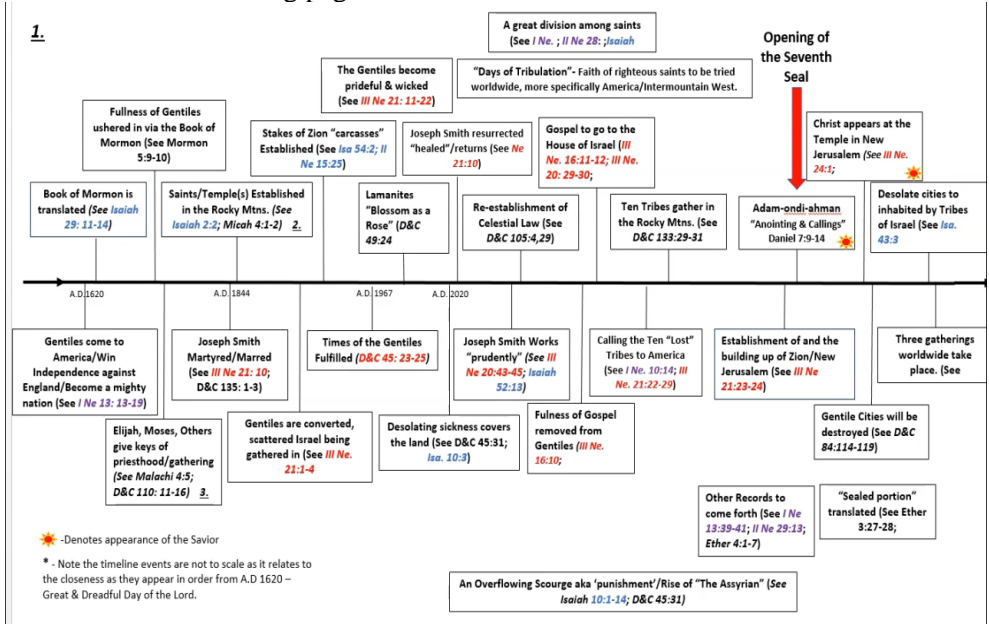 1.
A great division among saints
(See I Ne. ; II Ne 28: ;Isaiah
Opening of
the Seventh
Seal
The Gentiles become
prideful & wicked
(See III Ne 21: 11-22)
"Days of Tribulation"- Faith of righteous saints to be tried
worldwide, more specifically America/Intermountain West.
Fullness of Gentiles
ushered in via the Book of
Mormon (See Mormon
5:9-10)
Stakes of Zion "carcasses"
Established (See Isa 54:2; II
Ne 15:25)
Joseph Smith resurrected
"healed"/returns (See Ne
21:10)
Gospel to go to the
House of Israel (III
Ne. 16:11-12; III Ne.
20: 29-30;
Christ appears at the
Temple in New
Jerusalem (See III Ne.
24:1;
Book of Mormon is
translated (See Isaiah
29: 11-14)
Saints/Temple(s) Established
in the Rocky Mtns. (See
Isaiah 2:2; Micah 4:1-2) 2.
Lamanites
"Blossom as a
Rose" (D&C
49:24
Re-establishment of
Celestial Law (See
D&C 105:4,29)
Ten Tribes gather in
the Rocky Mtns. (See
D&C 133:29-31
Adam-ondi-ahman
"Anointing & Callings"
Daniel 7:9-14
Desolate cities to
inhabited by Tribes
of Israel (See Isa.
43:3
A.D.1620
A.D.1844
A.D.1967
A.D.2020
Gentiles come to
America/Win
Independence against
England/Become a mighty
nation (See I Ne 13: 13-19)
Joseph Smith
Martyred/Marred
(See III Ne 21: 10;
D&C 135: 1-3)
Times of the Gentiles
Fulfilled (D&C 45: 23-25)
Joseph Smith Works
"prudently" (See III
Ne 20:43-45; Isaiah
52:13)
Calling the Ten "Lost"
Tribes to America
(See I Ne. 10:14; III
Ne. 21:22-29)
Establishment of and the
building up of Zion/New
Jerusalem (See III Ne
21:23-24)
Three gatherings
worldwide take
place. (See
Elijah, Moses, Others
give keys of
priesthood/gathering
(See Malachi 4:5;
D&C 110: 11-16) 3.
Gentiles are converted,
scattered Israel being
gathered in (See III Ne.
21:1-4
Desolating sickness covers
the land (See D&C 45:31;
Isa. 10:3)
Fulness of Gospel
removed from
Gentiles (III Ne.
16:10;
Gentile Cities will be
destroyed (See D&C
84:114-119)
Other Records to
come forth (See I Ne
13:39-41; II Ne 29:13;
Ether 4:1-7)
"Sealed portion"
translated (See Ether
3:27-28;
-Denotes appearance of the Savior
* - Note the timeline events are not to scale as it relates to
the closeness as they appear in order from A.D 1620 –
Great & Dreadful Day of the Lord.
An Overflowing Scourge aka 'punishment'/Rise of "The Assyrian" (See
Isaiah 10:1-14; D&C 45:31)